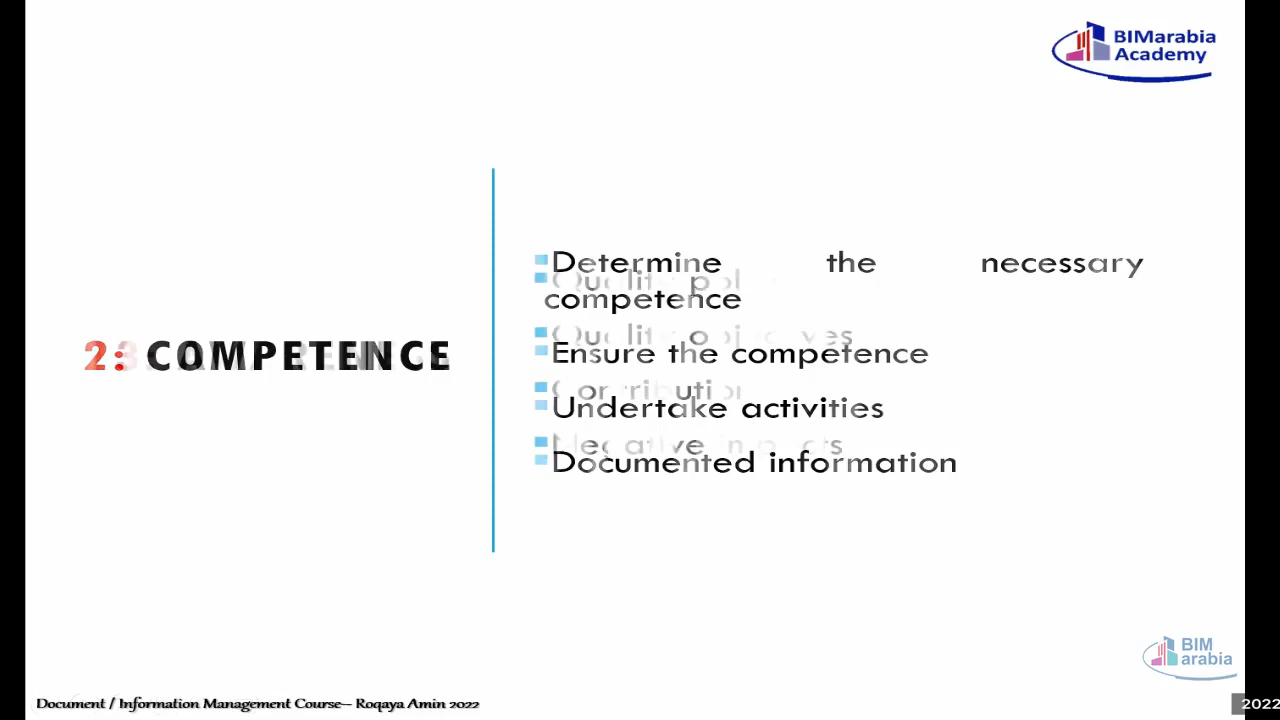 BIMarabia
Academy
2: COMPETENCE
Determine the necessary
competence
Ensure the competence
Undertake activities
Documented information
BIM
arabia
Document / Information Management Course-- Roqaya Amin 2022
2022